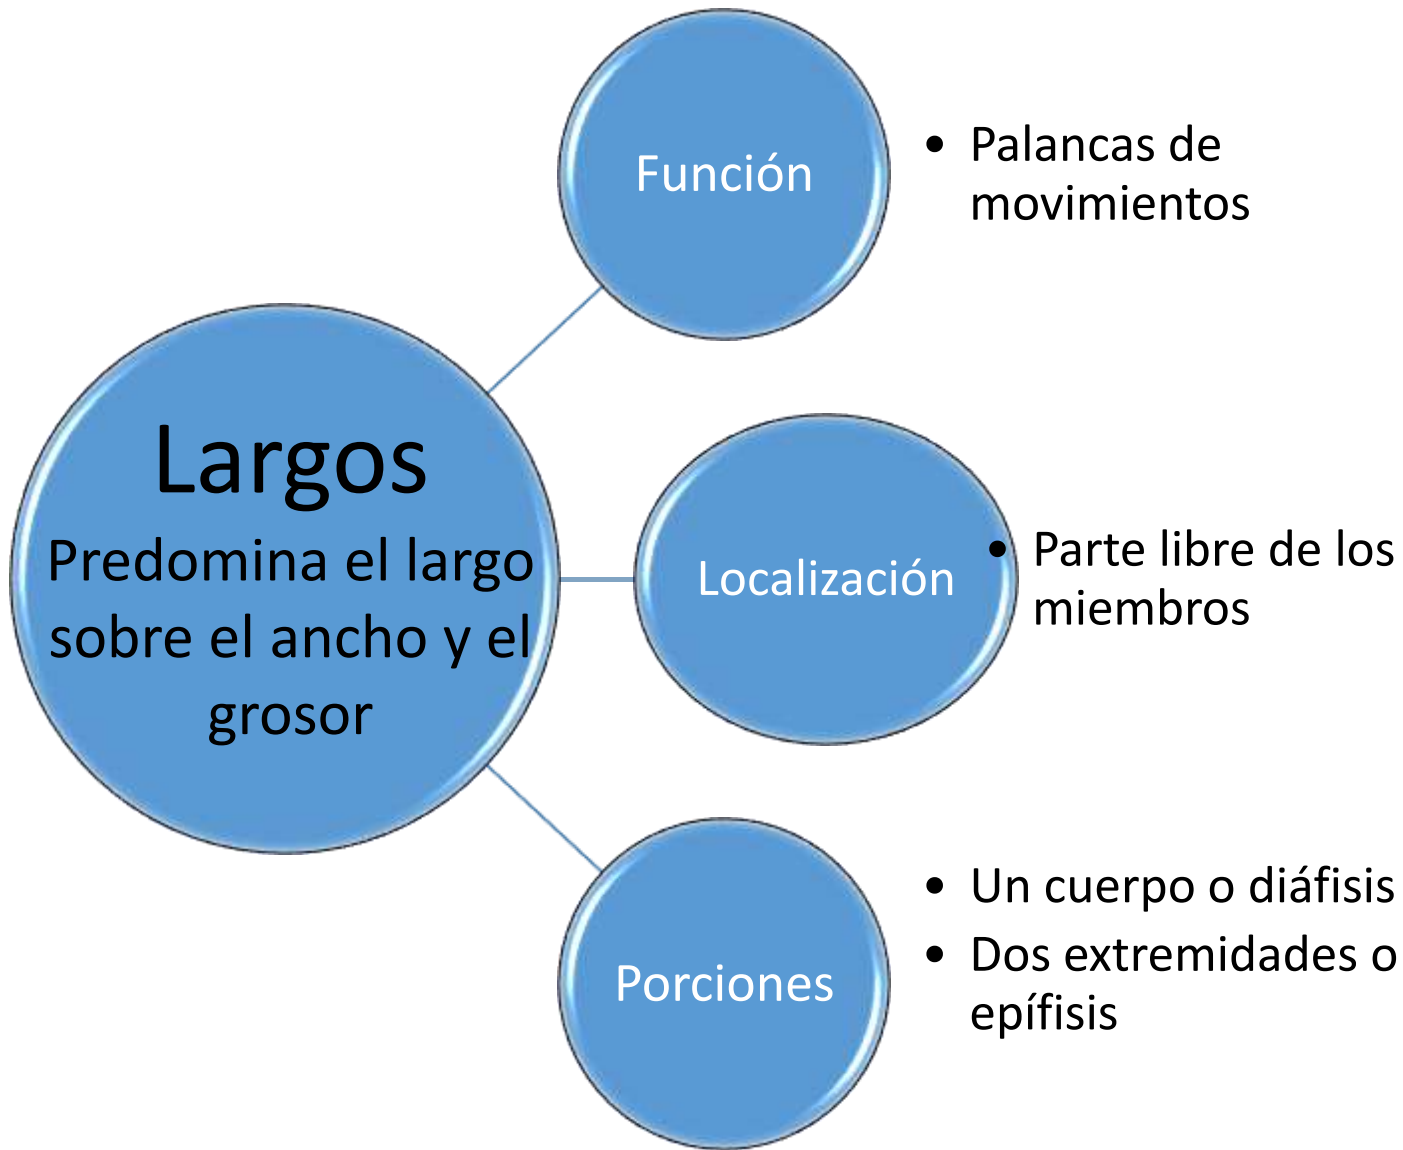 Largos
Predomina el largo
sobre el ancho y el
grosor
Función
• Palancas de
movimientos
Localización
• Parte libre de los
miembros
Porciones
• Un cuerpo o diáfisis
• Dos extremidades o
epífisis